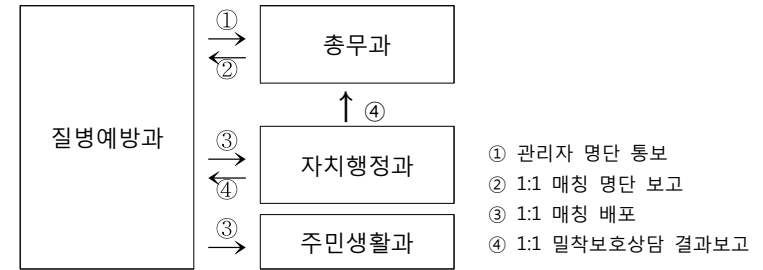 ①
총무과
②
④
질병예방과
③
자치행정과
④
③
주민생활과
① 관리자 명단 통보
② 1:1 매칭 명단 보고
③ 1:1 매칭 배포
④ 1:1 밀착보호상담 결과보고